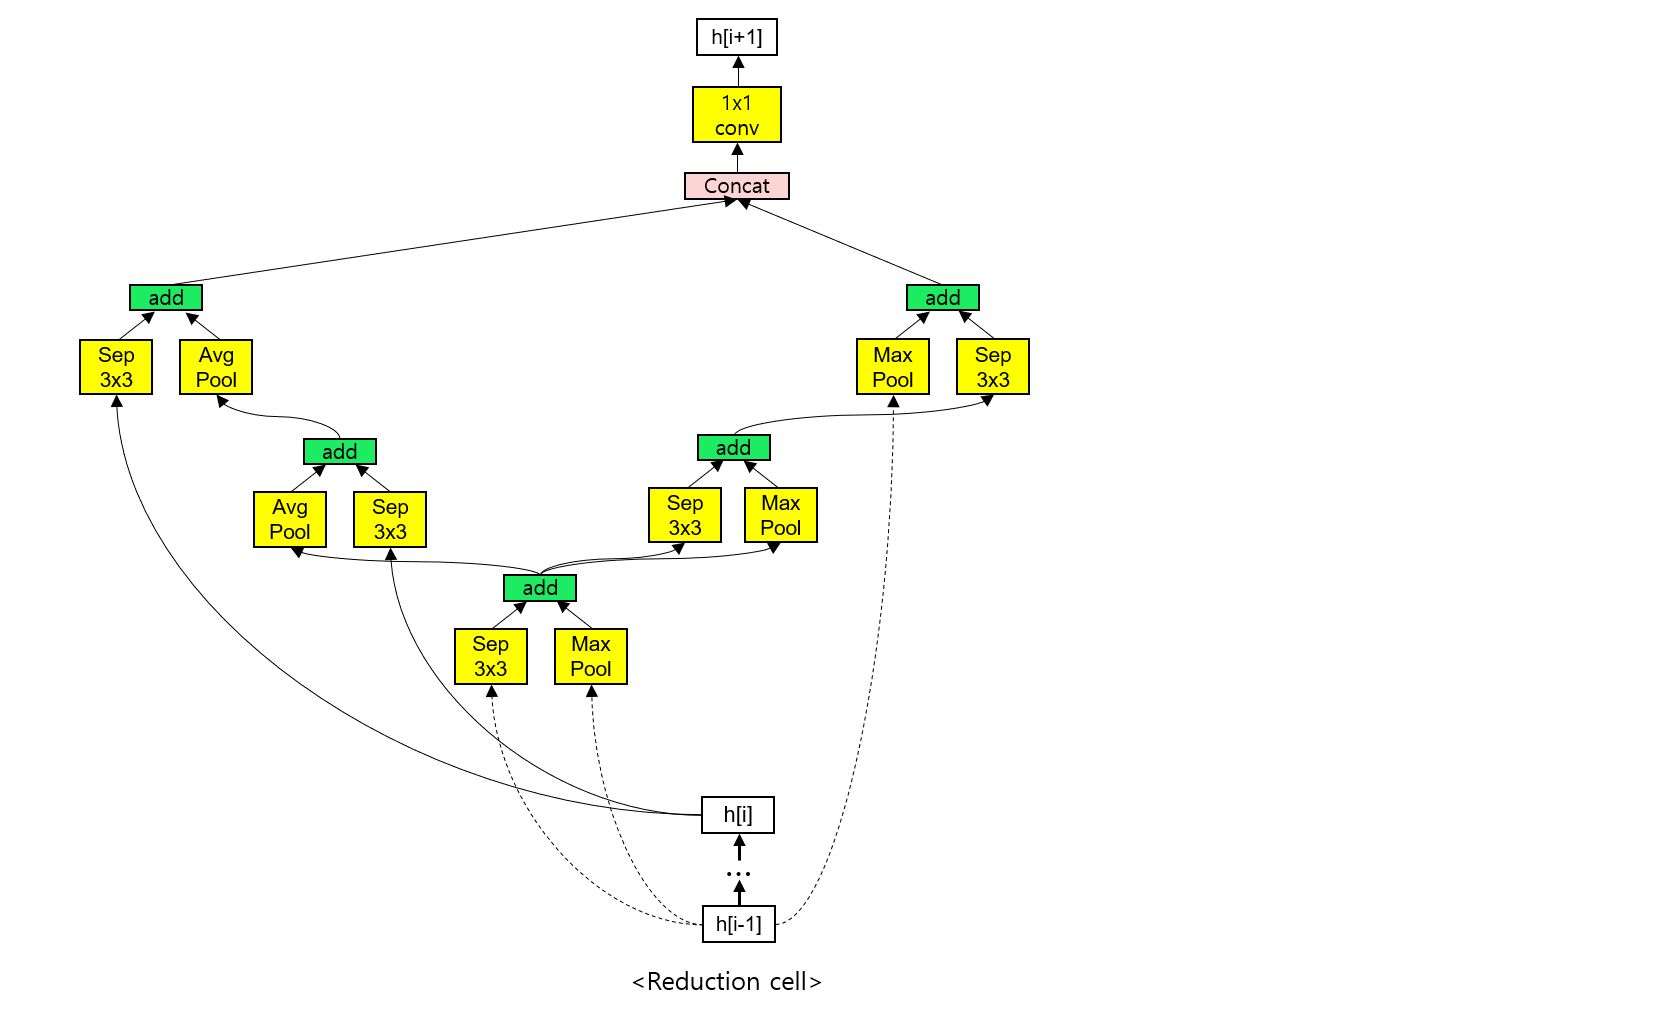 h[i+1]
1x1
conv
Concat
add
add
Sep
3x3
Avg
Pool
Max
Pool
Sep
3x3
add
add
Avg
Pool
Sep
3x3
Sep
3x3
Max
Pool
add
Sep
3x3
Max
Pool
h[i]
...
h[i-1]
<Reduction cell>